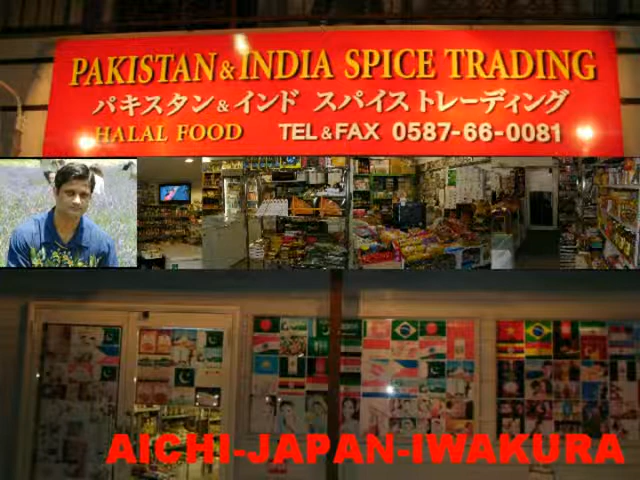 PAKISTAN & INDIA SPICE TRADING
パキスタン & インド スパイス トレーディング
HALAL FOOD TEL & FAX 0587-66-0081
AICHI-JAPAN-IWAKURA